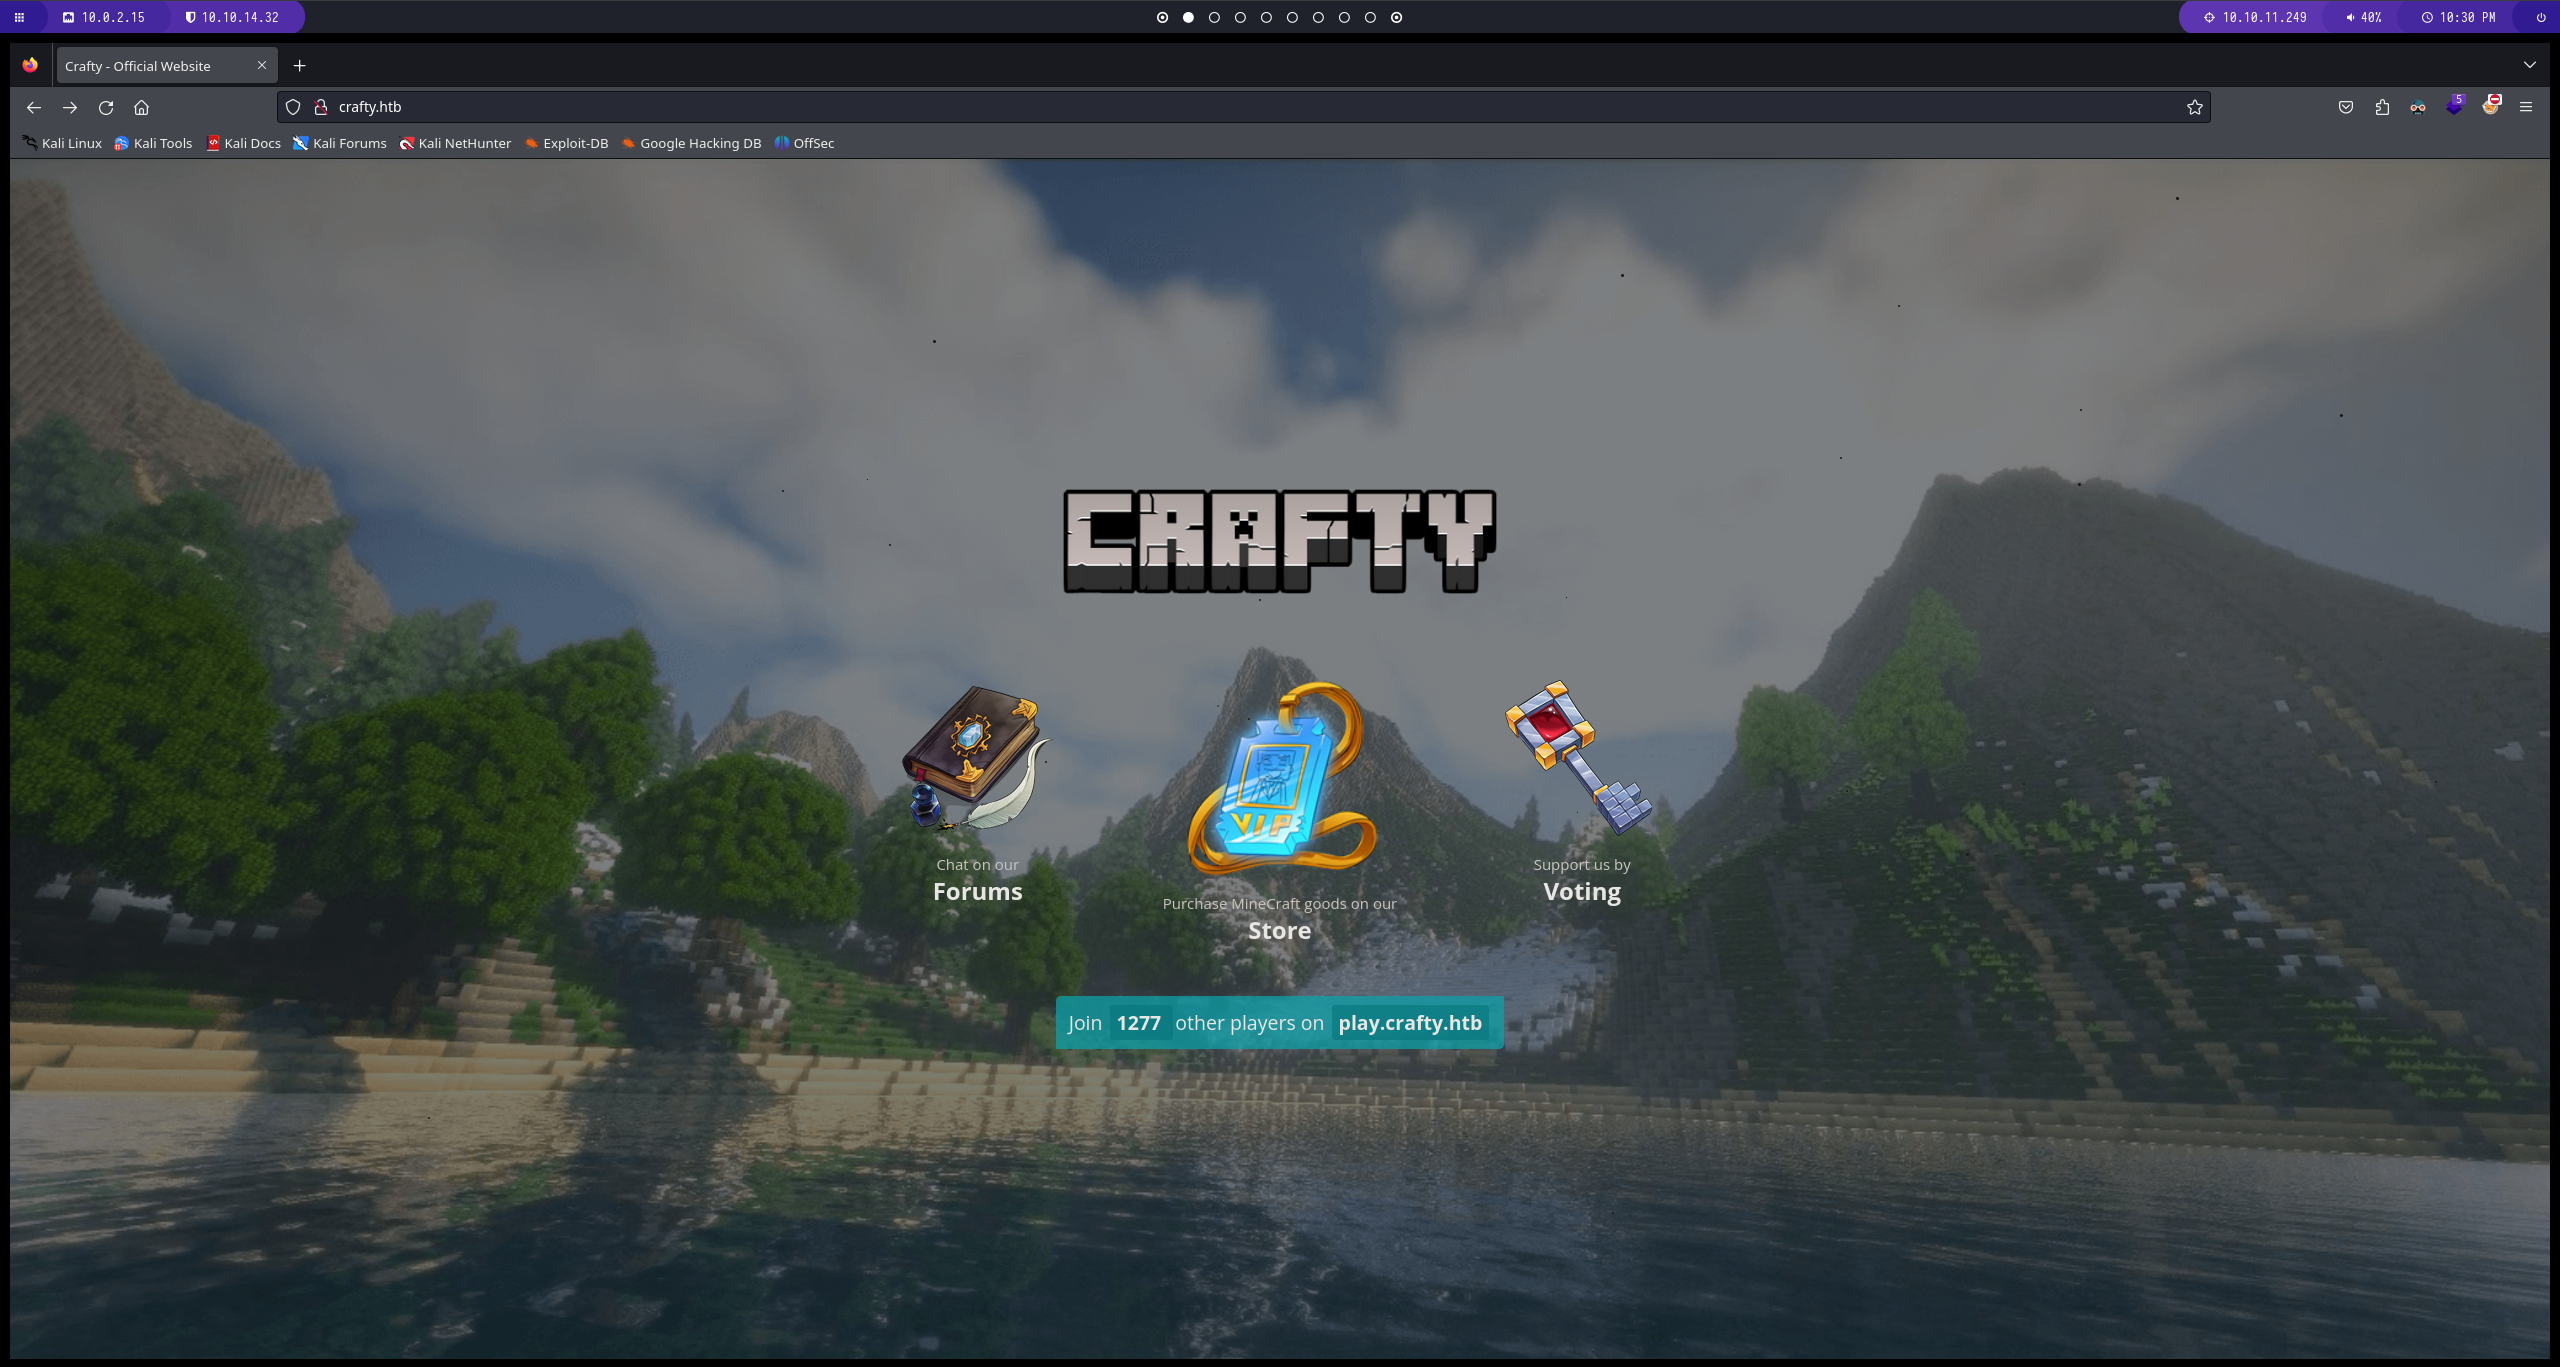 10.0.2.15 10.10.14.32 10.10.11.249 40% 10:30 PM
Crafty - Official Website
crafty.htb 5
Kali Linux Kali Tools Kali Docs Kali Forums Kali NetHunter Exploit-DB Google Hacking DB OffSec
CRAFTY
VIP
Chat on our
Forums
Purchase MineCraft goods on our
Store
Support us by
Voting
Join 1277 other players on play.crafty.htb